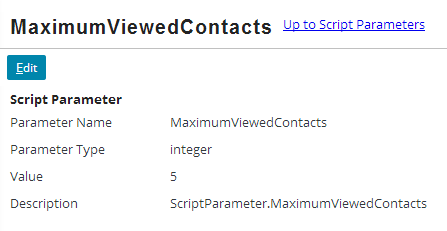 MaximumViewedContacts Up to Script Parameters
Edit
Script Parameter
Parameter Name MaximumViewedContacts
Parameter Type integer
Value 5
Description ScriptParameter.MaximumViewedContacts